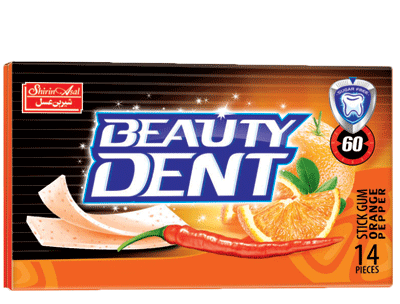 Shirin Asal
شیرین عسل
SUGAR FREE
BEAUTY
DENT
60
STICK GUM
ORANGE
PEPPER
14
PIECES